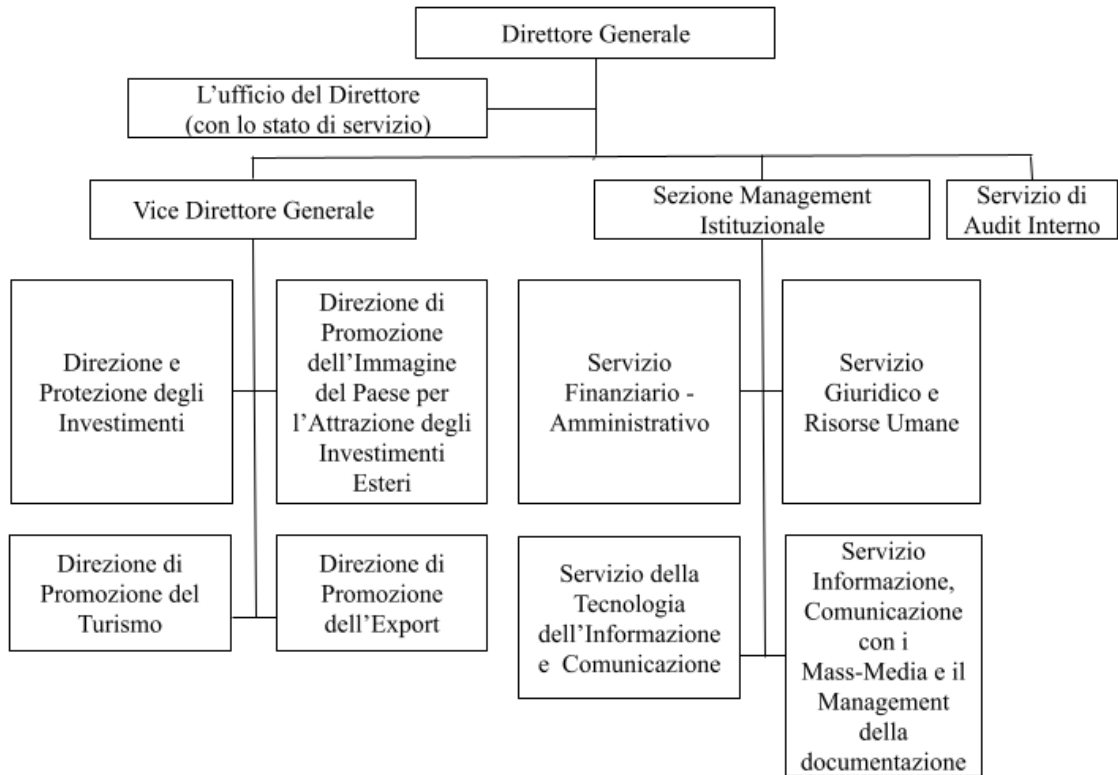 Direttore Generale
L'ufficio del Direttore
(con lo stato di servizio)
Vice Direttore Generale
Sezione Management
Istituzionale
Servizio di
Audit Interno
Direzione e
Protezione degli
Investimenti
Direzione di
Promozione
dell'Immagine
del Paese per
l'Attrazione degli
Investimenti
Esteri
Servizio
Finanziario -
Amministrativo
Servizio
Giuridico e
Risorse Umane
Direzione di
Promozione del
Turismo
Direzione di
Promozione
dell'Export
Servizio della
Tecnologia
dell'Informazione
e Comunicazione
Servizio
Informazione,
Comunicazione
con i
Mass-Media e il
Management
della
documentazione